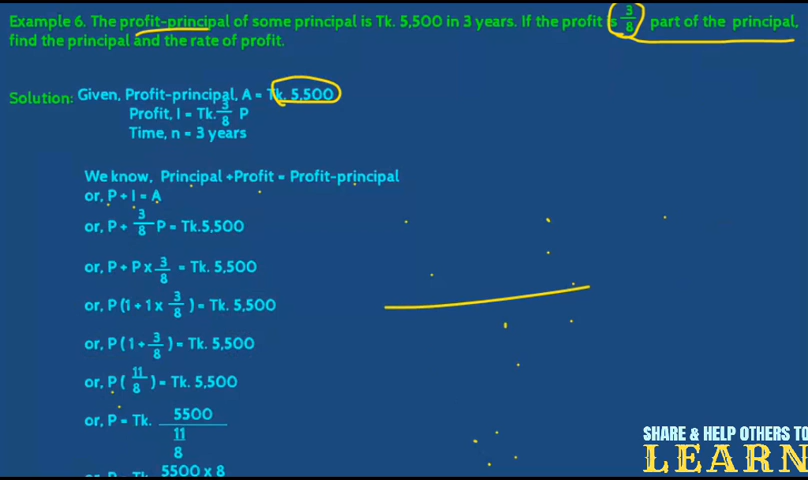 Example 6. The profit-principal of some principal is Tk. 5,500 in 3 years. If the profit is 3/8 part of the principal,
find the principal and the rate of profit.
Solution: Given, Profit-principal, A = Tk. 5,500
Profit, I = Tk. 3/8 P
Time, n = 3 years
We know, Principal +Profit = Profit-principal
or, P + I = A
or, P + 3/8 P = Tk.5,500
or, P + P x 3/8 = Tk. 5,500
or, P (1 + 1 x 3/8 ) = Tk. 5,500
or, P ( 1 + 3/8 ) = Tk. 5,500
or, P ( 11/8 ) = Tk. 5,500
or, P = Tk. 5500
11
8
or, P = Tk. 5500 x 8
SHARE & HELP OTHERS TO
LEARN